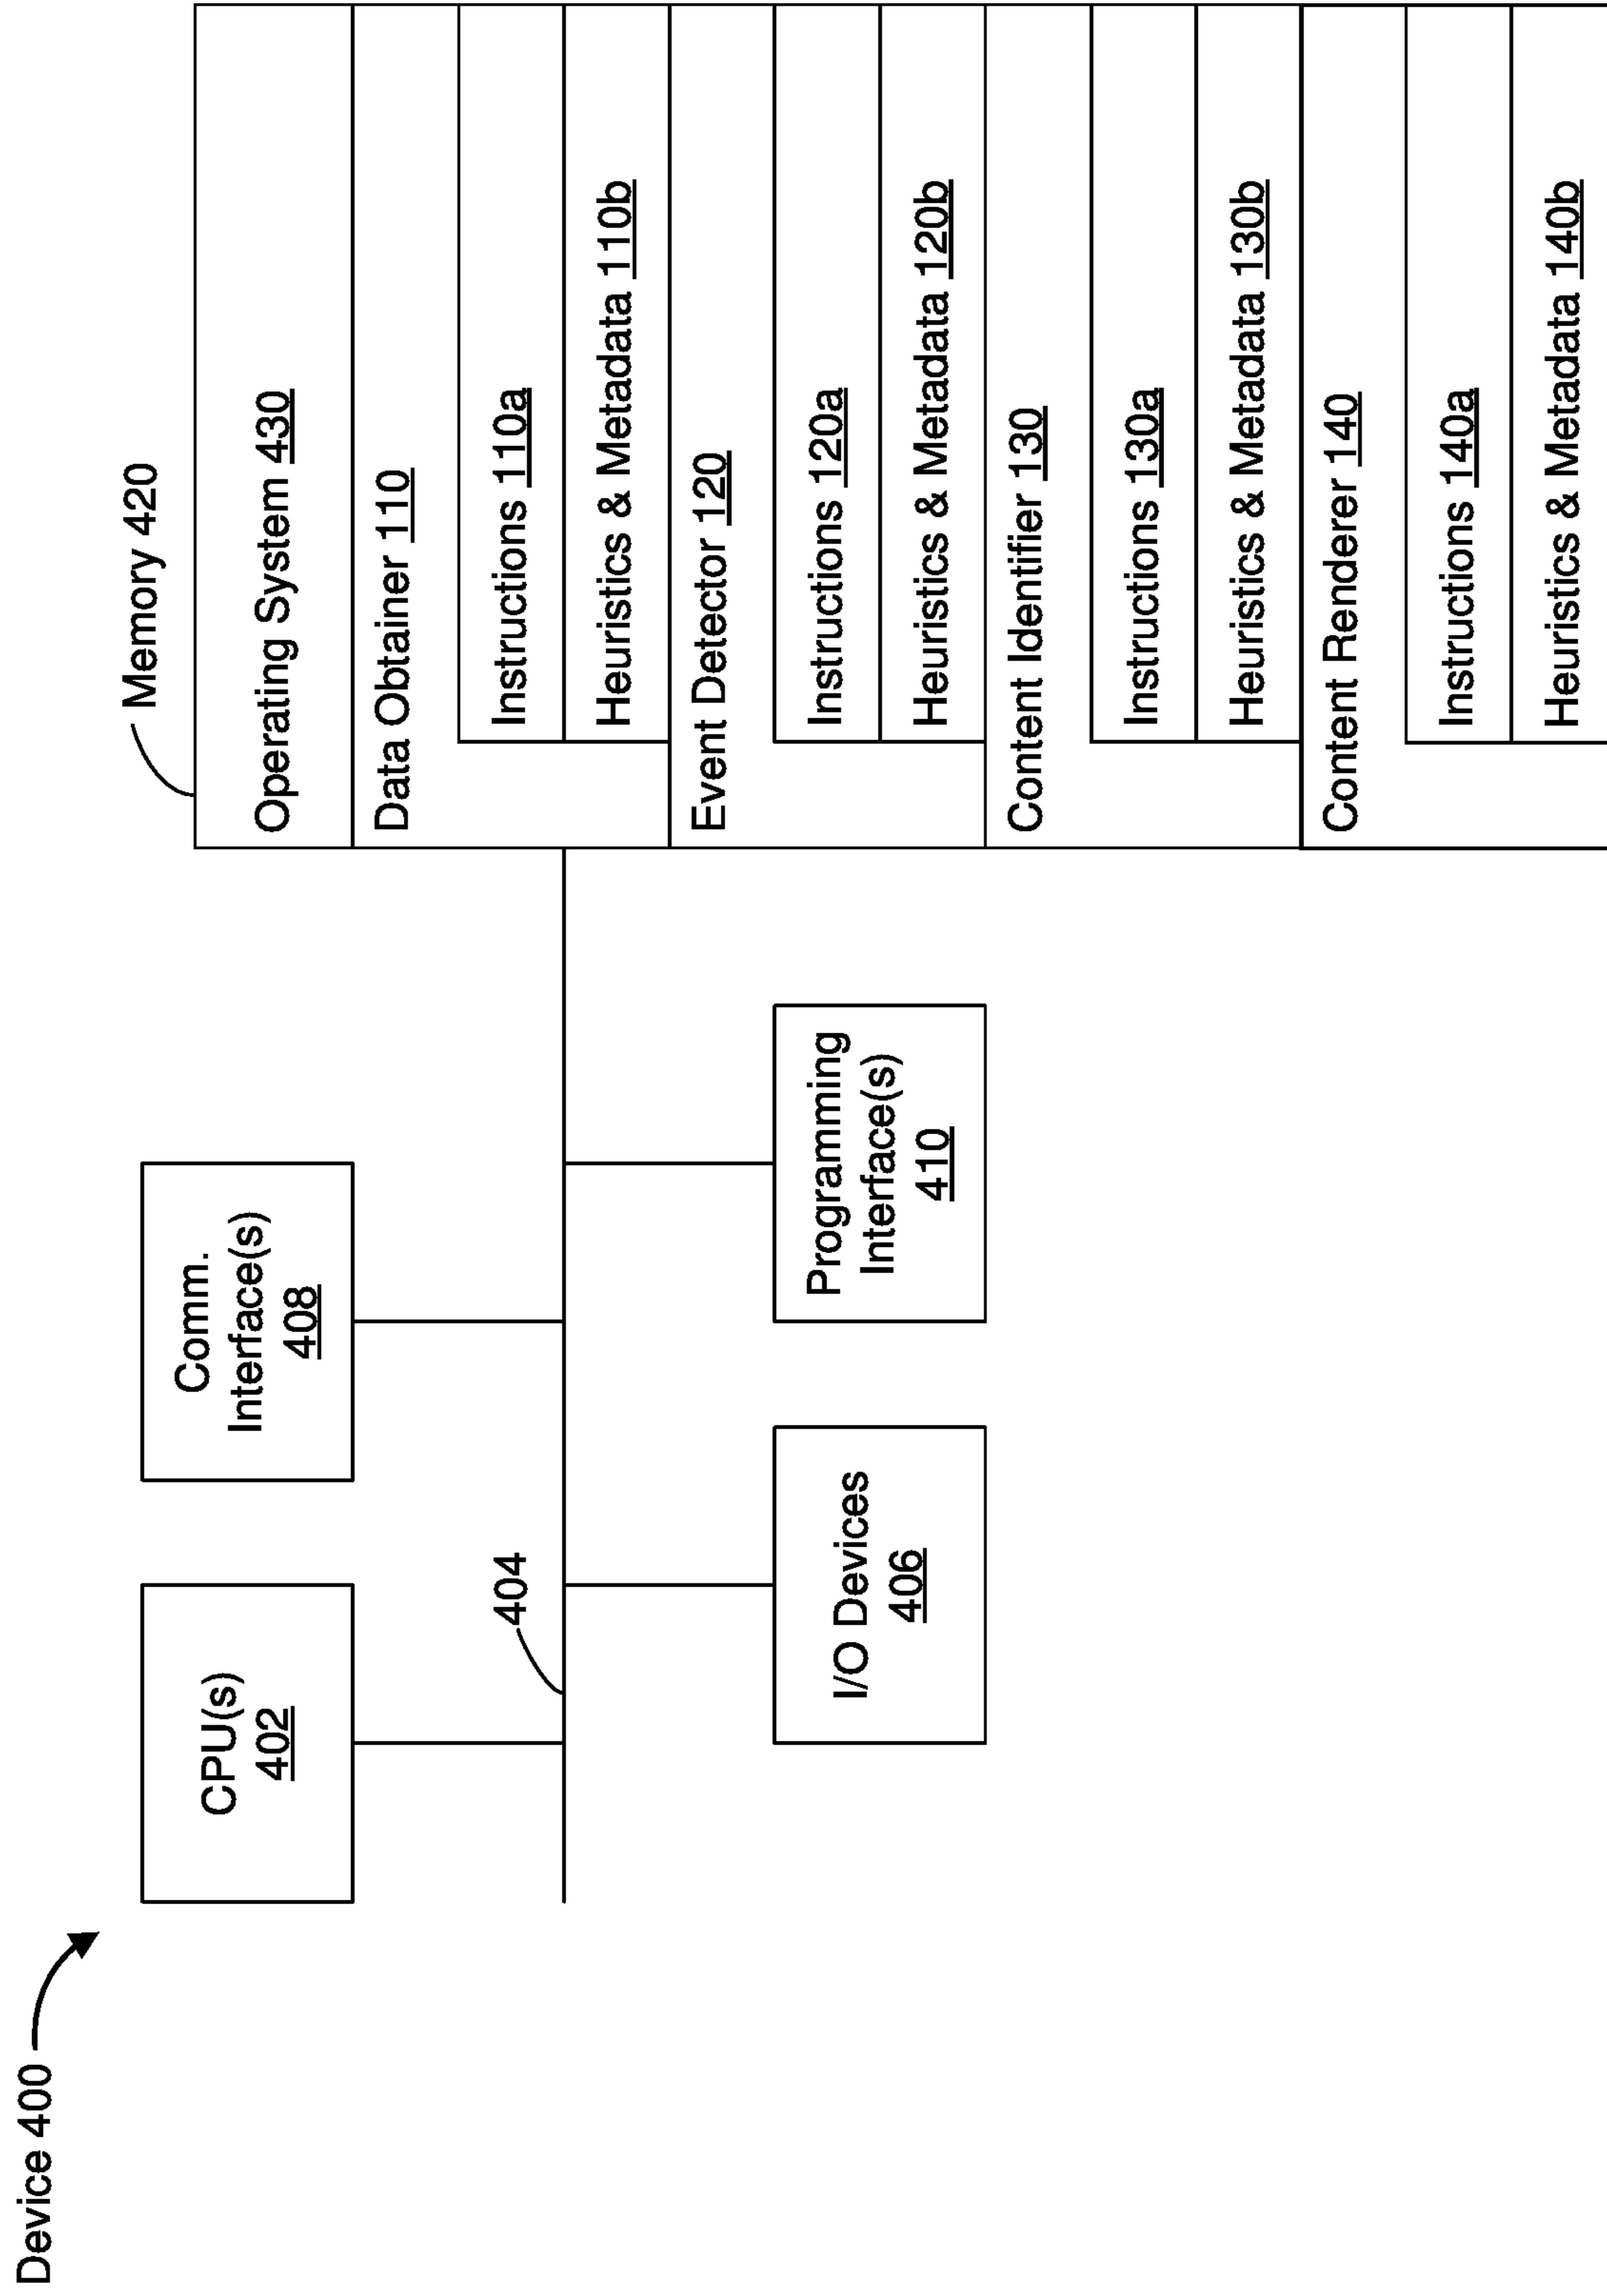 Device 400
CPU(s)
402
Comm.
Interface(s)
408
404
I/O Devices
406
Programming
Interface(s)
410
Memory 420
Operating System 430
Data Obtainer 110
Instructions 110a
Heuristics & Metadata 110b
Event Detector 120
Instructions 120a
Heuristics & Metadata 120b
Content Identifier 130
Instructions 130a
Heuristics & Metadata 130b
Content Renderer 140
Instructions 140a
Heuristics & Metadata 140b